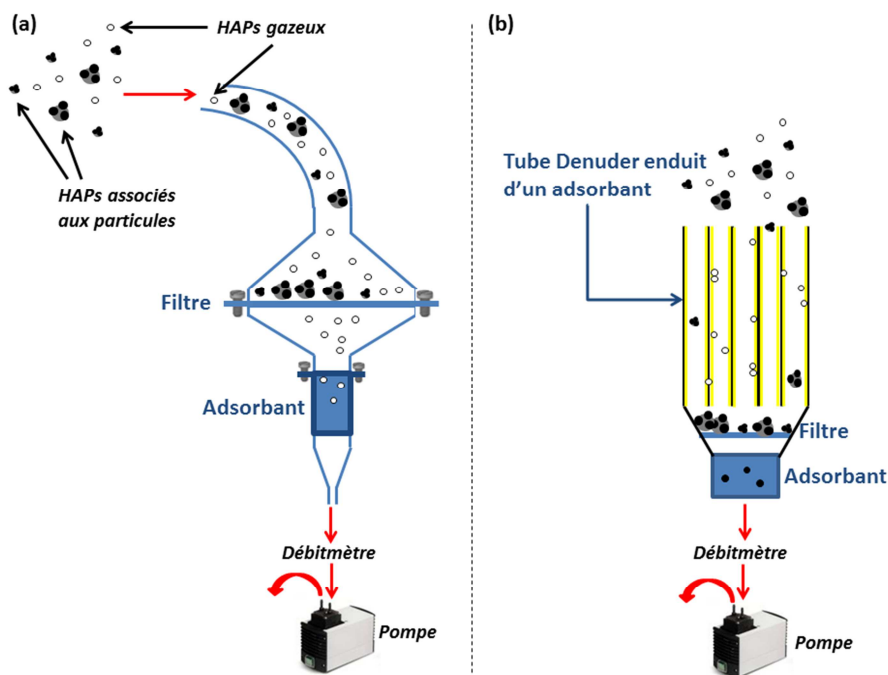 (a)
HAPs gazeux
HAPs associés
aux particules
Filtre
Adsorbant
Débitmètre
Pompe
(b)
Tube Denuder enduit
d'un adsorbant
Filtre
Adsorbant
Débitmètre
Pompe